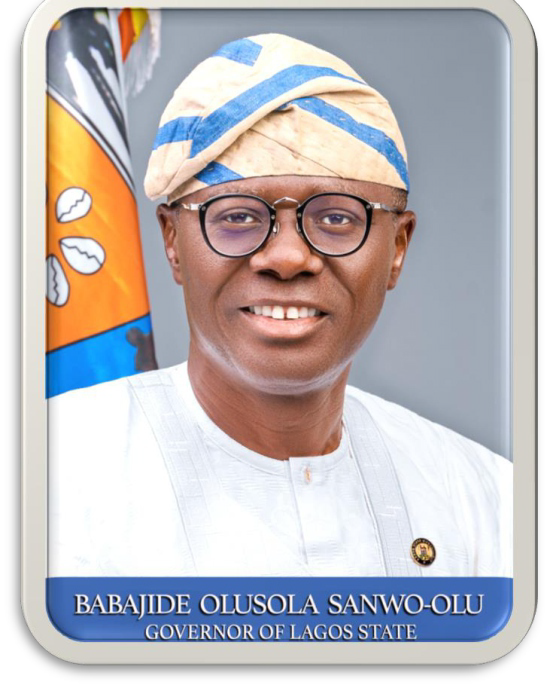 BABAJIDE OLUSOLA SANWO-OLU
GOVERNOR OF LAGOS STATE